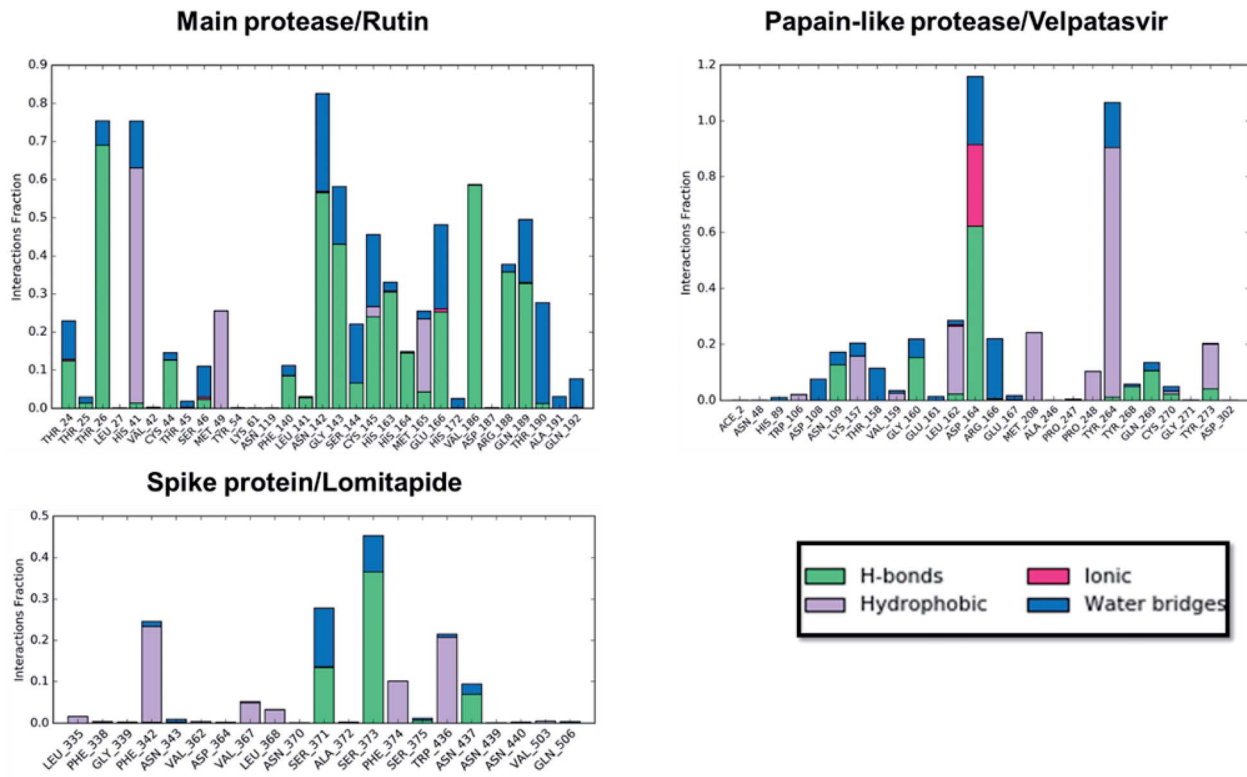 Main protease/Rutin
Interactions Fraction
0.9
0.8
0.7
0.6
0.5
0.4
0.3
0.2
0.1
0.0
THR_24
THR_25
THR_26
LEU_27
HIS_41
VAL_42
CYS_44
THR_45
SER_46
MET_49
TYR_54
LYS_61
ASN_119
PHE_140
LEU_141
ASN_142
GLY_143
SER_144
CYS_145
HIS_163
HIS_164
MET_165
GLU_166
HIS_172
VAL_186
ASP_187
ARG_188
GLN_189
THR_190
ALA_191
GLN_192
Papain-like protease/Velpatasvir
Interactions Fraction
1.2
1.0
0.8
0.6
0.4
0.2
0.0
ACE_2
ASN_48
HIS_89
TRP_106
ASP_108
ASN_109
LYS_157
THR_158
VAL_159
GLY_160
GLU_161
LEU_162
ASP_164
ARG_166
GLU_167
MET_208
ALA_246
PRO_247
PRO_248
TYR_264
TYR_268
GLN_269
CYS_270
GLY_271
TYR_273
ASP_302
Spike protein/Lomitapide
Interactions Fraction
0.5
0.4
0.3
0.2
0.1
0.0
LEU_335
PHE_338
GLY_339
PHE_342
ASN_343
VAL_362
ASP_364
VAL_367
LEU_368
ASN_370
SER_371
ALA_372
SER_373
PHE_374
SER_375
TRP_436
ASN_437
ASN_439
ASN_440
VAL_503
GLN_506
H-bonds
Ionic
Hydrophobic
Water bridges